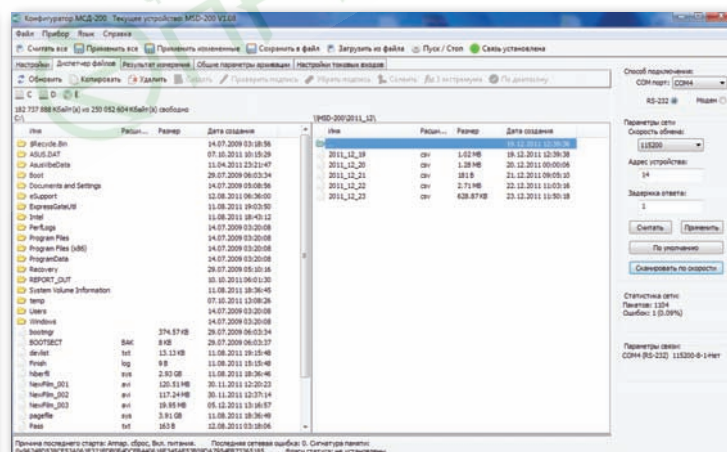 Конфигуратор МСД-200 Текущее устройство: MSD-200 V1.08
Файл Прибор Язык Справка
Считать все Применить все Применить измененные Сохранить в файл Загрузить из файла Пуск / Стоп Связь установлена
Настройки Диспетчер файлов Результат измерения Общие параметры архивации Настройки токовых входов
Обновить Копировать Удалить Создать Проверить подпись Убрать подпись Склеить По диапазону
C D E
182 737 888 КБайт(а) из 250 052 604 КБайт(а) свободно
C:\ \\MSD-200\2011_12\
Имя Расши... Размер Дата создания
$Recycle.Bin 14.07.2009 03:18:56
ASUS.DAT 07.10.2011 10:15:29
AsusVibeData 11.04.2011 23:21:47
Boot 29.07.2009 06:03:34
Documents and Settings 14.07.2009 05:08:56
eSupport 12.08.2011 06:36:00
ExpressGateUtil 11.08.2011 19:03:50
Intel 11.08.2011 18:43:12
PerfLogs 14.07.2009 03:20:08
Program Files 14.07.2009 03:20:08
Program Files (x86) 14.07.2009 03:20:08
ProgramData 14.07.2009 03:20:08
Recovery 29.07.2009 05:10:16
REPORT_OUT 10.10.2011 06:01:30
System Volume Information 11.08.2011 18:36:45
temp 07.10.2011 13:08:26
Users 14.07.2009 03:20:08
Windows 14.07.2009 03:20:08
bootmgr 374.57 KB 29.07.2009 06:03:34
BOOTSECT BAK 8 KB 29.07.2009 06:03:37
devlist txt 13.13 KB 11.08.2011 19:15:48
Finish log 9 B 11.08.2011 15:15:48
hiberfil sys 2.93 GB 11.08.2011 18:36:46
NewFilm_001 avi 120.51 MB 30.11.2011 12:20:23
NewFilm_002 avi 117.24 MB 30.11.2011 12:37:14
NewFilm_003 avi 19.95 MB 05.12.2011 13:16:57
pagefile sys 3.91 GB 11.08.2011 18:36:49
Pass txt 163 B 12.08.2011 03:18:06
Имя Расши... Размер Дата создания
19.12.2011 12:39:38
2011_12_19 csv 1.02 MB 19.12.2011 12:39:38
2011_12_20 csv 1.28 MB 20.12.2011 00:00:06
2011_12_21 csv 181 B 21.12.2011 09:05:10
2011_12_22 csv 2.71 MB 22.12.2011 11:03:16
2011_12_23 csv 628.87 KB 23.12.2011 11:50:18
Способ подключения:
COM порт: COM4
RS-232 Модем
Параметры сети
Скорость обмена:
115200
Адрес устройства:
14
Задержка ответа:
1
Считать Применить
По умолчанию
Сканировать по скорости
Статистика сети:
Пакетов: 1104
Ошибок: 1 (0.09%)
Параметры связи:
COM4 (RS-232) 115200-8-1-Нет
Причина последнего старта: Аппар. сброс, Вкл. питания. Последняя сетевая ошибка: 0. Сигнатура памяти: